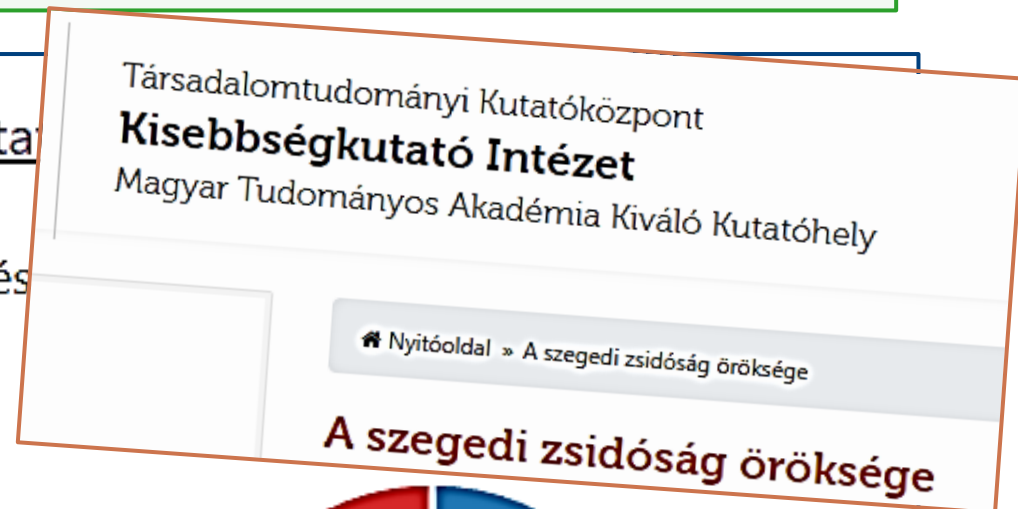 Társadalomtudományi Kutatóközpont
Kisebbségkutató Intézet
Magyar Tudományos Akadémia Kiváló Kutatóhely
Nyitóoldal » A szegedi zsidóság öröksége
A szegedi zsidóság öröksége